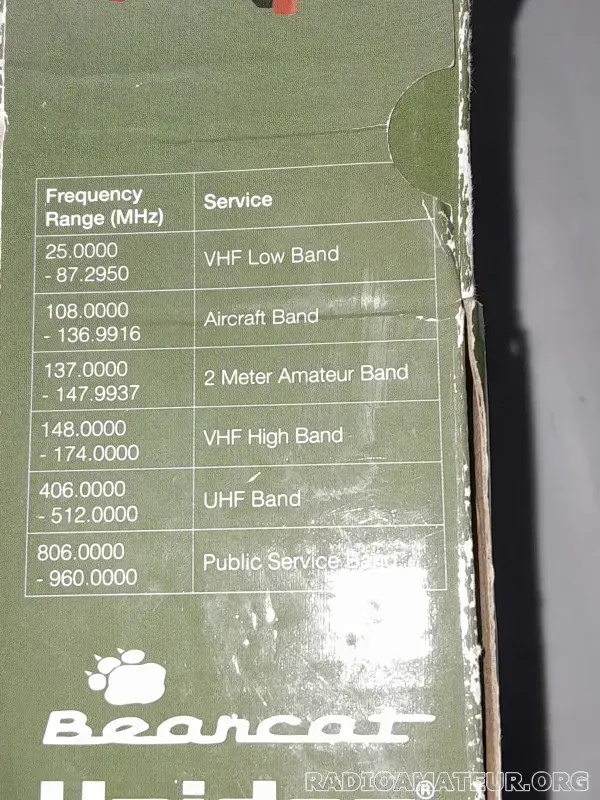 Frequency
Range (MHz)
Service
25.0000
- 87.2950
VHF Low Band
108.0000
- 136.9916
Aircraft Band
137.0000
- 147.9937
2 Meter Amateur Band
148.0000
- 174.0000
VHF High Band
406.0000
- 512.0000
UHF Band
806.0000
- 960.0000
Public Service Band
Bearcat
®
RADIOAMATEUR.ORG